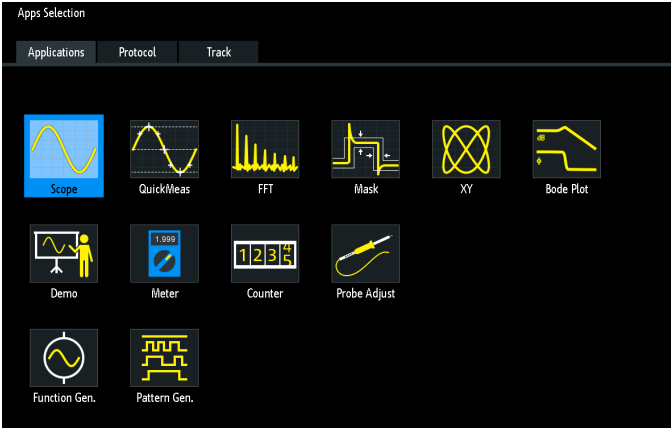 Apps Selection
Applications Protocol Track
Scope QuickMeas FFT Mask XY Bode Plot
dB
ϕ
1.999
1 2 3 4 5
Demo Meter Counter Probe Adjust
Function Gen. Pattern Gen.